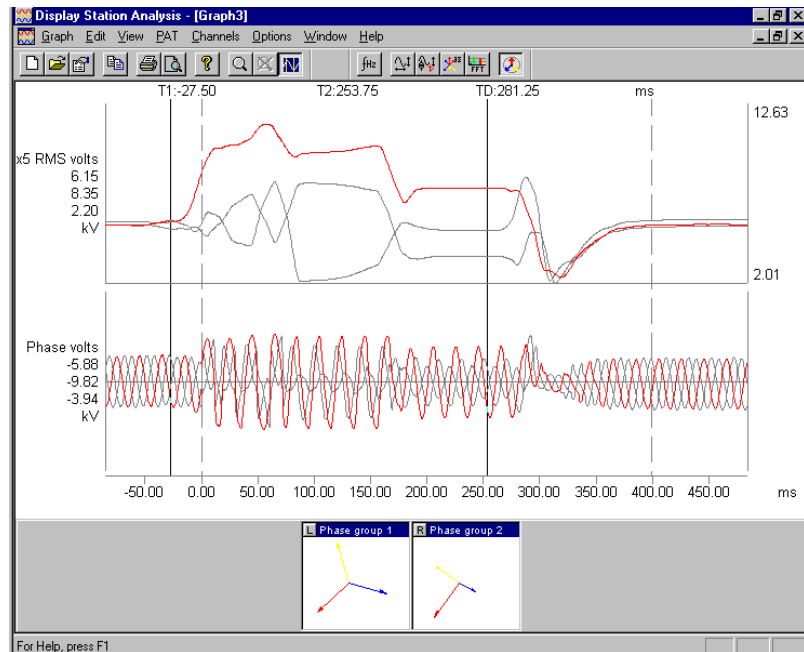 Display Station Analysis - [Graph3]
Graph Edit View PAT Channels Options Window Help
? ∫Hz FFT
T1:-27.50 T2:253.75 TD:281.25 ms
12.63
x5 RMS volts
6.15
8.35
2.20
kV
2.01
Phase volts
-5.88
-9.82
-3.94
kV
-50.00 0.00 50.00 100.00 150.00 200.00 250.00 300.00 350.00 400.00 450.00 ms
L Phase group 1 R Phase group 2
For Help, press F1